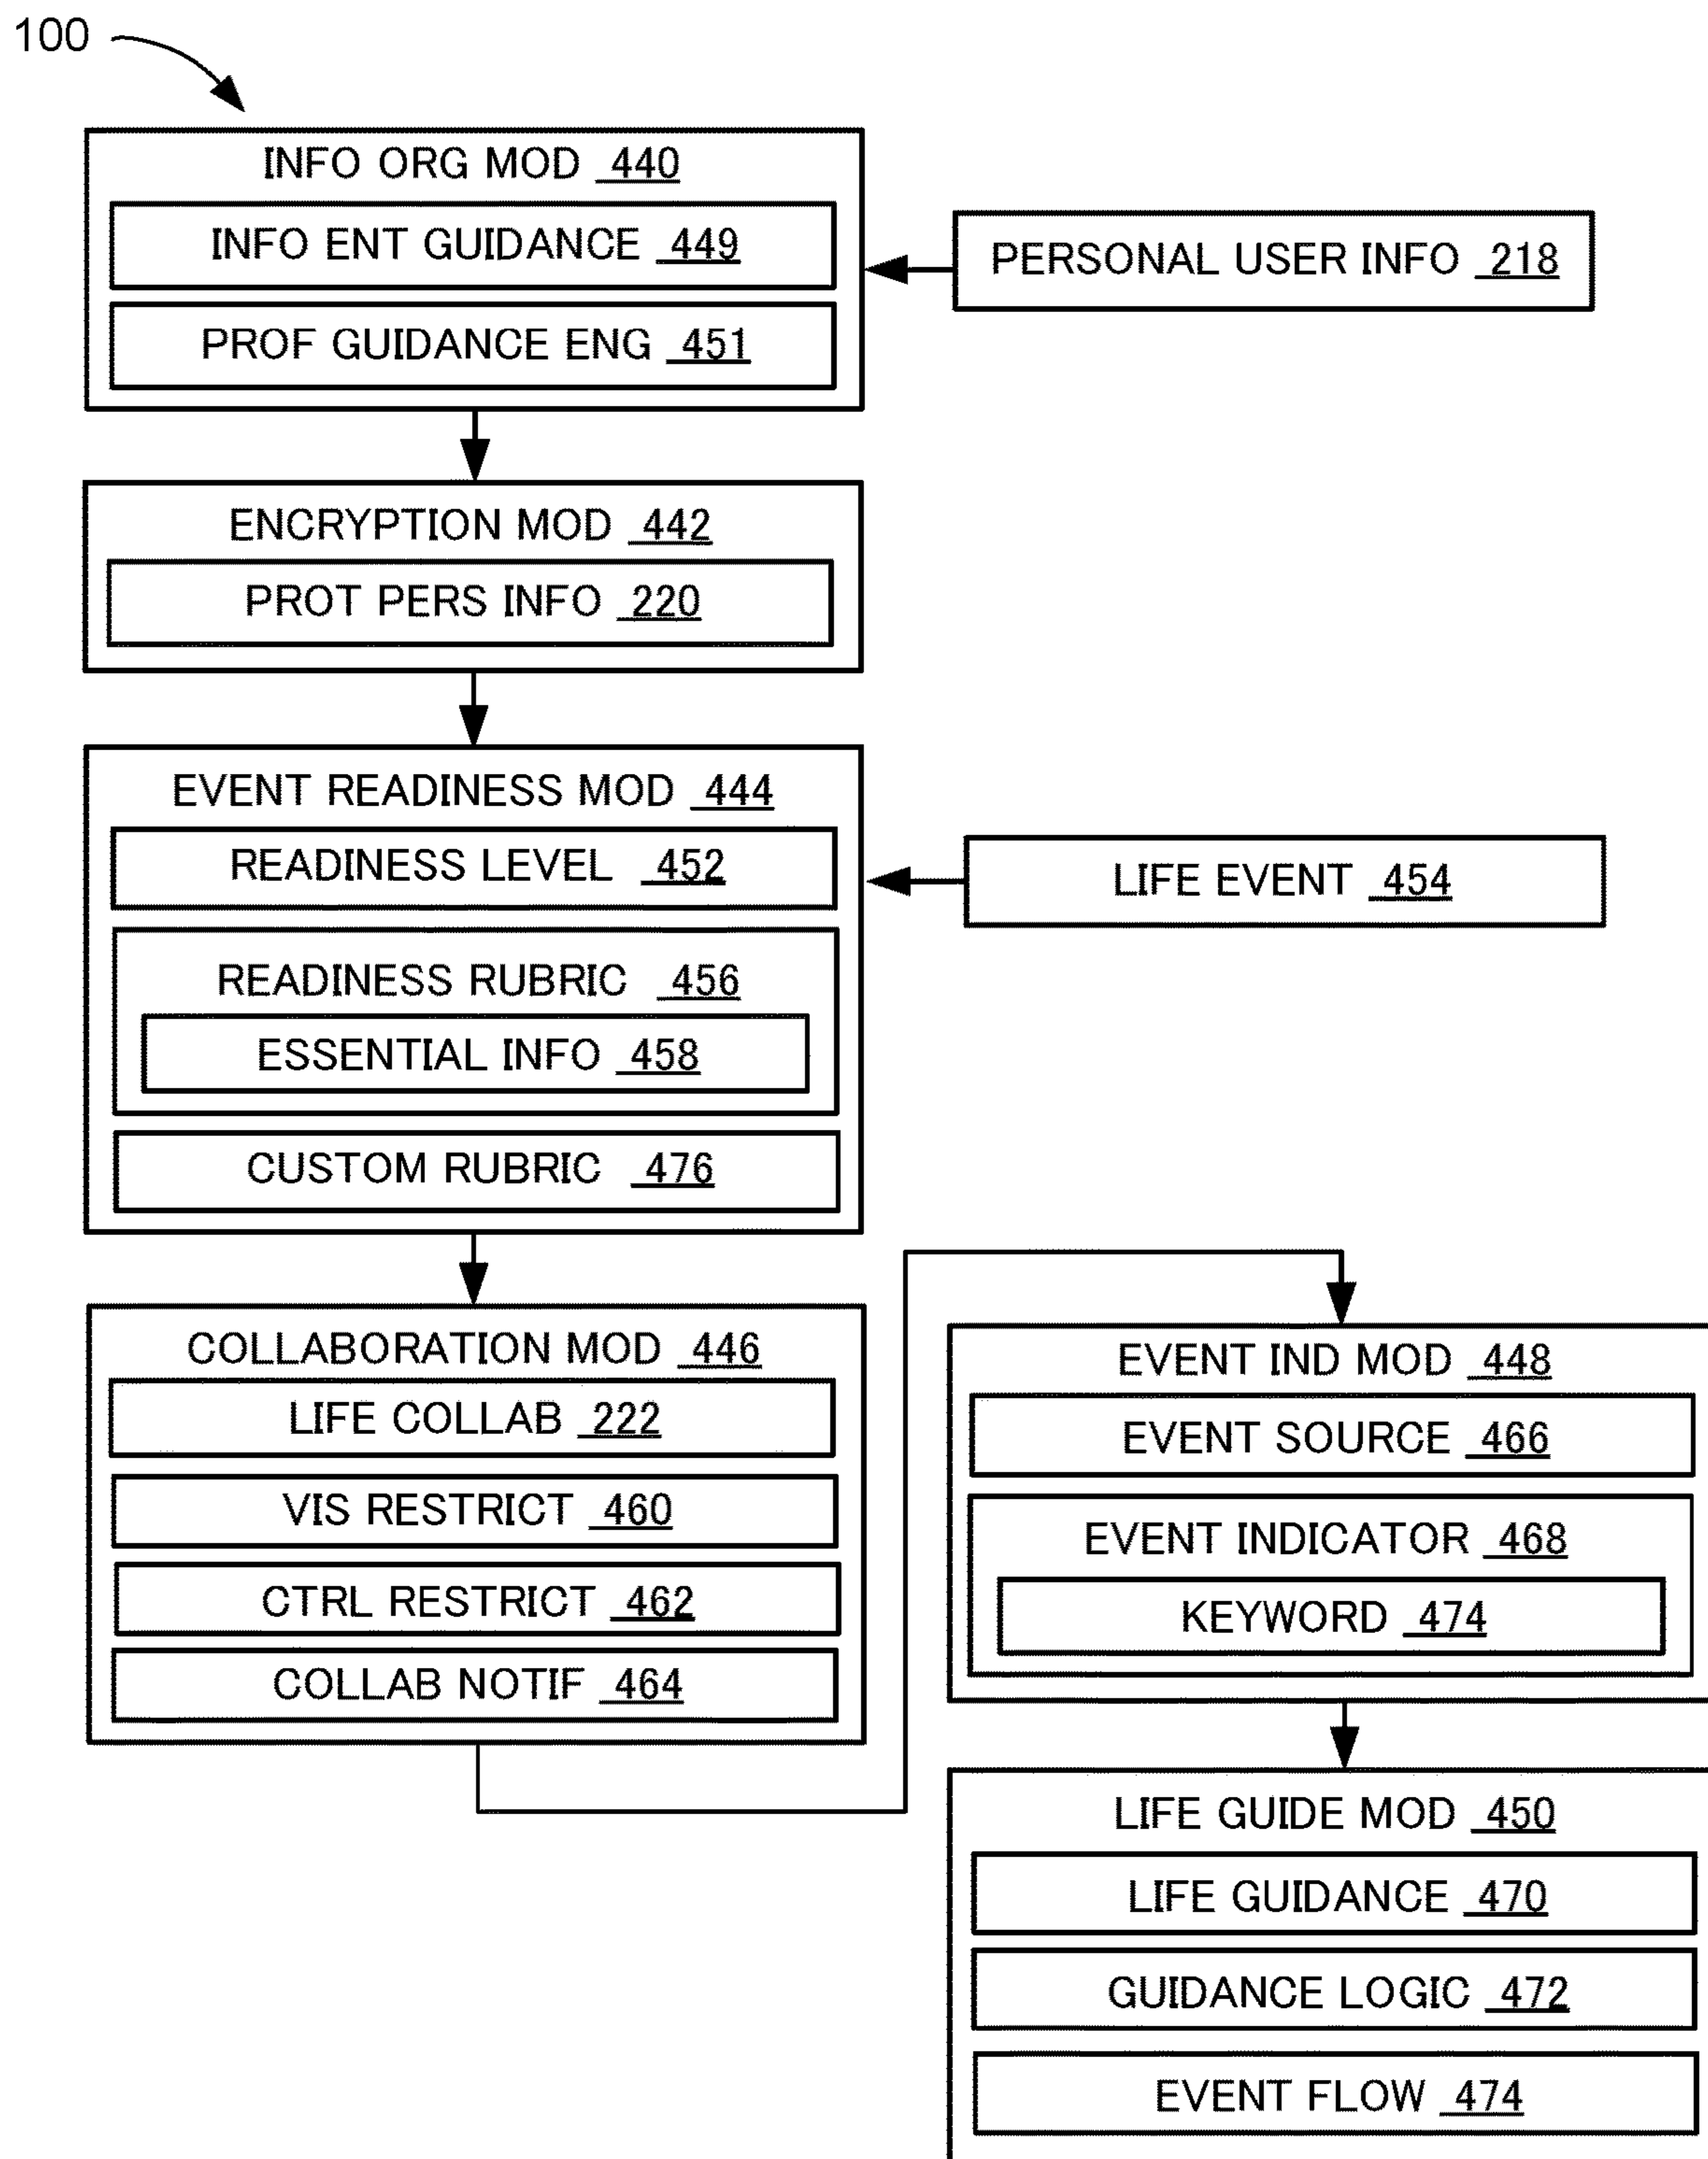 100
INFO ORG MOD 440
INFO ENT GUIDANCE 449
PROF GUIDANCE ENG 451
PERSONAL USER INFO 218
ENCRYPTION MOD 442
PROT PERS INFO 220
EVENT READINESS MOD 444
READINESS LEVEL 452
READINESS RUBRIC 456
ESSENTIAL INFO 458
CUSTOM RUBRIC 476
LIFE EVENT 454
COLLABORATION MOD 446
LIFE COLLAB 222
VIS RESTRICT 460
CTRL RESTRICT 462
COLLAB NOTIF 464
EVENT IND MOD 448
EVENT SOURCE 466
EVENT INDICATOR 468
KEYWORD 474
LIFE GUIDE MOD 450
LIFE GUIDANCE 470
GUIDANCE LOGIC 472
EVENT FLOW 474